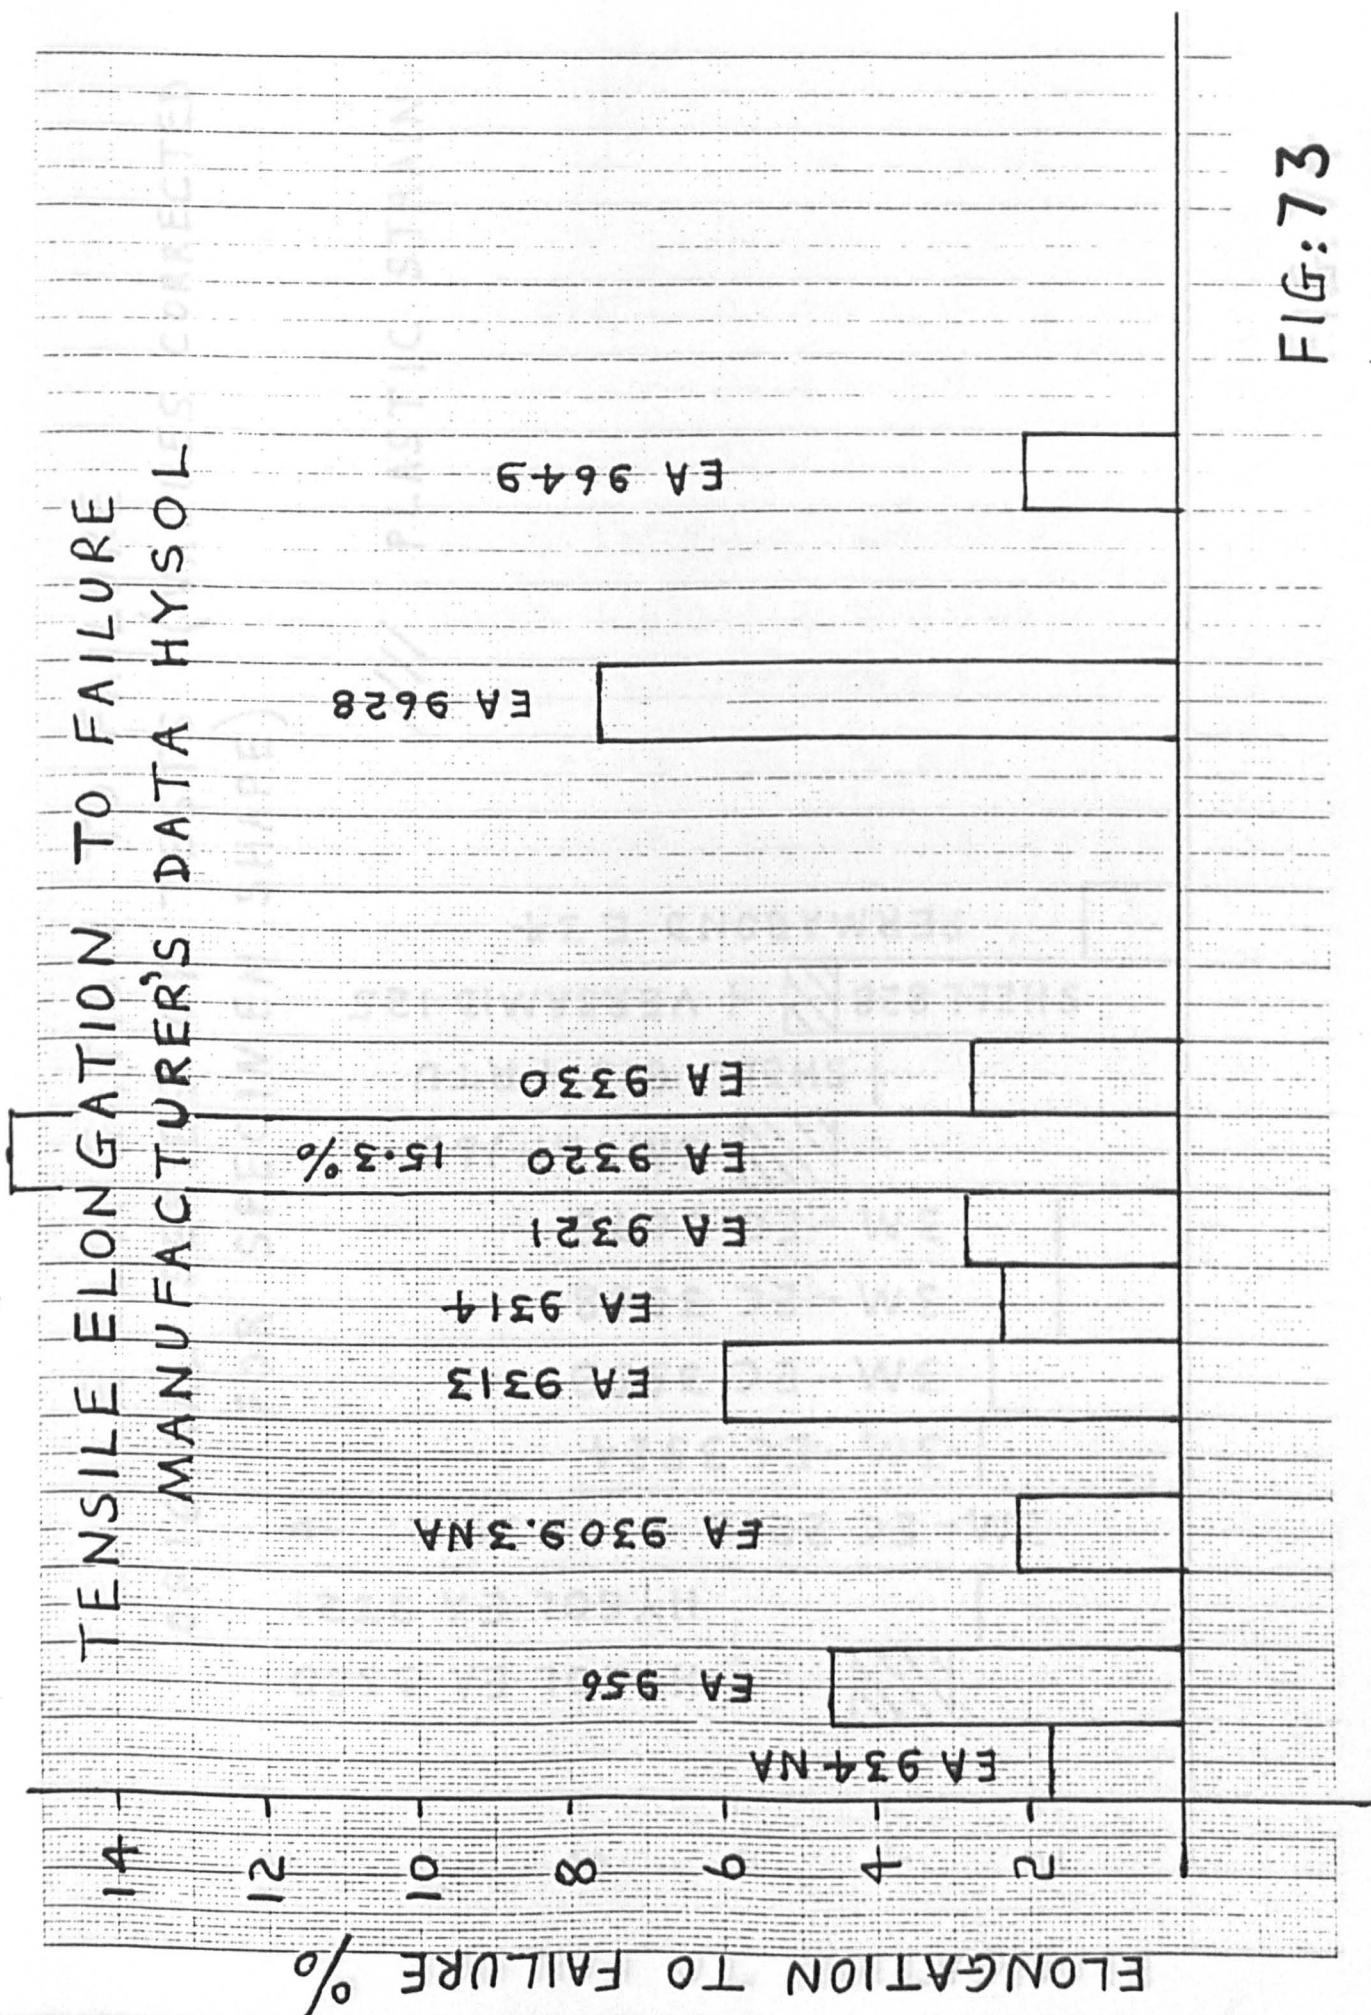 TENSILE ELONGATION TO FAILURE
MANUFACTURER'S DATA HYSOL
ELONGATION TO FAILURE %
14
12
10
8
6
4
2
EA 934 NA
EA 956
EA 9309.3NA
EA 9313
EA 9314
EA 9321
EA 9320 15.3%
EA 9330
EA 9628
EA 9649
FIG: 73